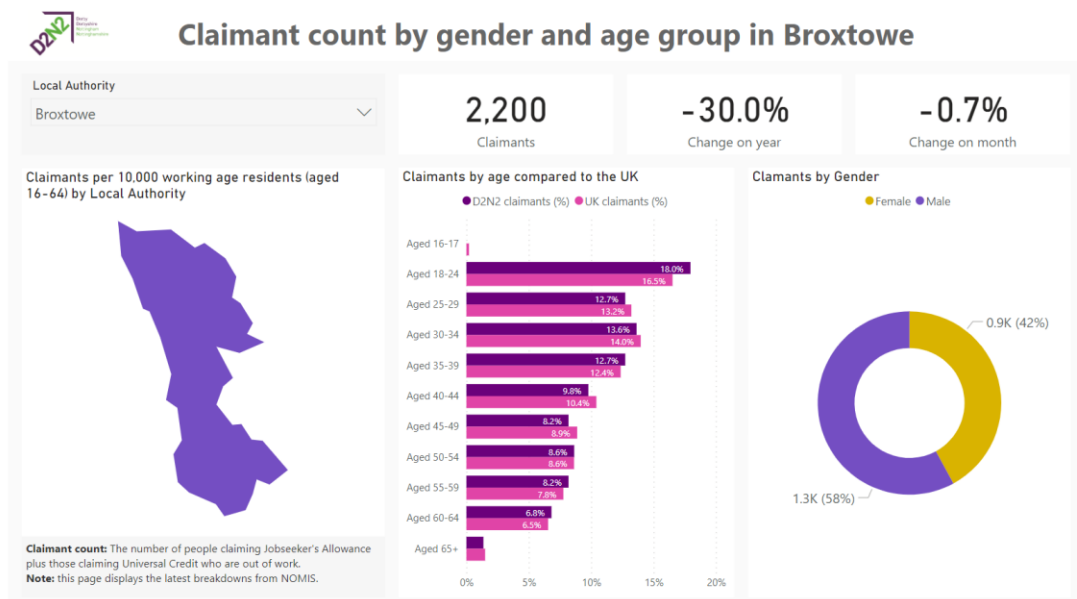 D2N2
Claimant count by gender and age group in Broxtowe
Local Authority
Broxtowe
2,200
Claimants
-30.0%
Change on year
-0.7%
Change on month
Claimants per 10,000 working age residents (aged
16-64) by Local Authority
Claimant count: The number of people claiming Jobseeker's Allowance
plus those claiming Universal Credit who are out of work.
Note: this page displays the latest breakdowns from NOMIS.
Claimants by age compared to the UK
D2N2 claimants (%) UK claimants (%)
Aged 16-17
Aged 18-24
18.0%
16.5%
Aged 25-29
12.7%
13.2%
Aged 30-34
13.6%
14.0%
Aged 35-39
12.7%
12.4%
Aged 40-44
9.8%
10.4%
Aged 45-49
8.2%
8.9%
Aged 50-54
8.6%
8.6%
Aged 55-59
8.2%
7.8%
Aged 60-64
6.8%
6.5%
Aged 65+
0% 5% 10% 15% 20%
Clamants by Gender
Female Male
0.9K (42%)
1.3K (58%)